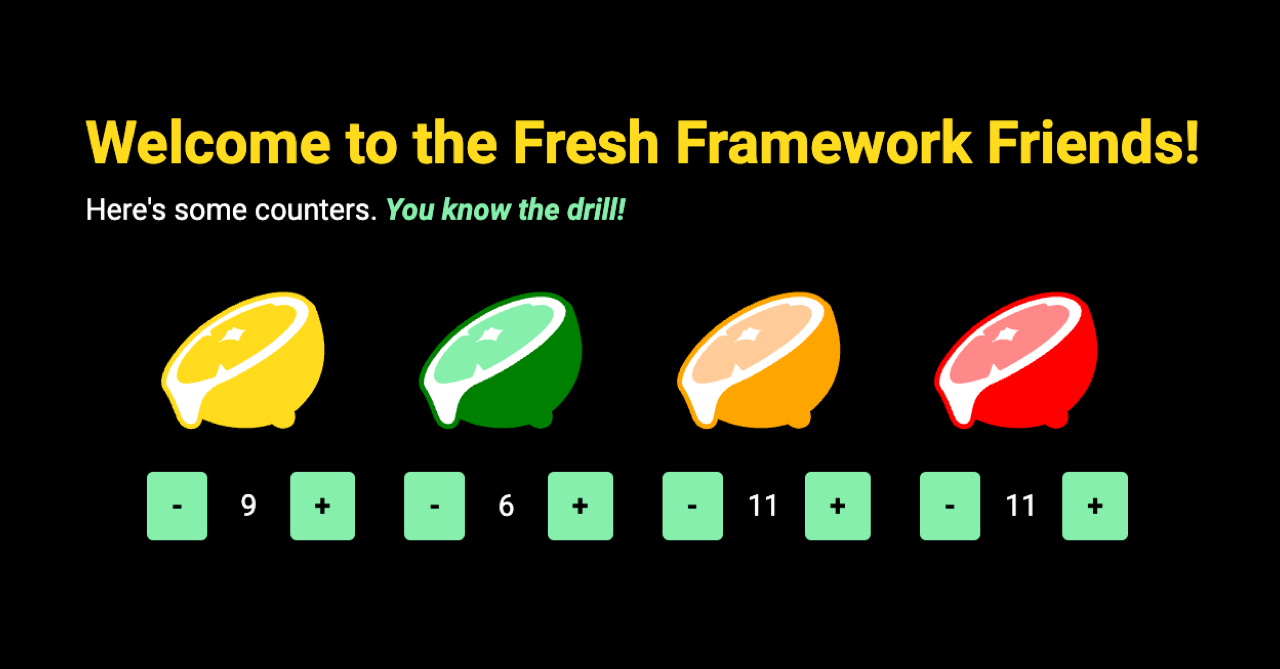 Welcome to the Fresh Framework Friends!
Here's some counters. You know the drill!
- 9 + - 6 + - 11 + - 11 +